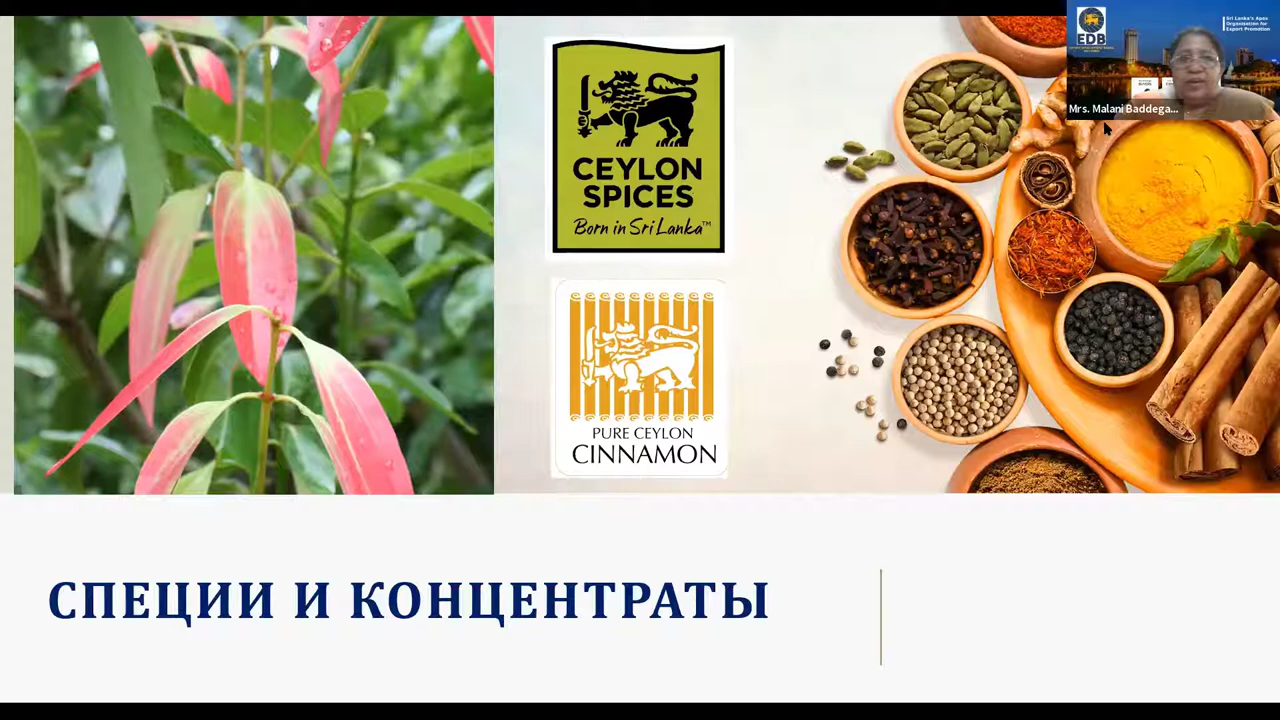 CEYLON
SPICES
Born in Sri Lanka™
PURE CEYLON
CINNAMON
СПЕЦИИ И КОНЦЕНТРАТЫ
EDB
Sri Lanka's Apex
Organisation for
Export Promotion
Mrs. Malani Baddega...